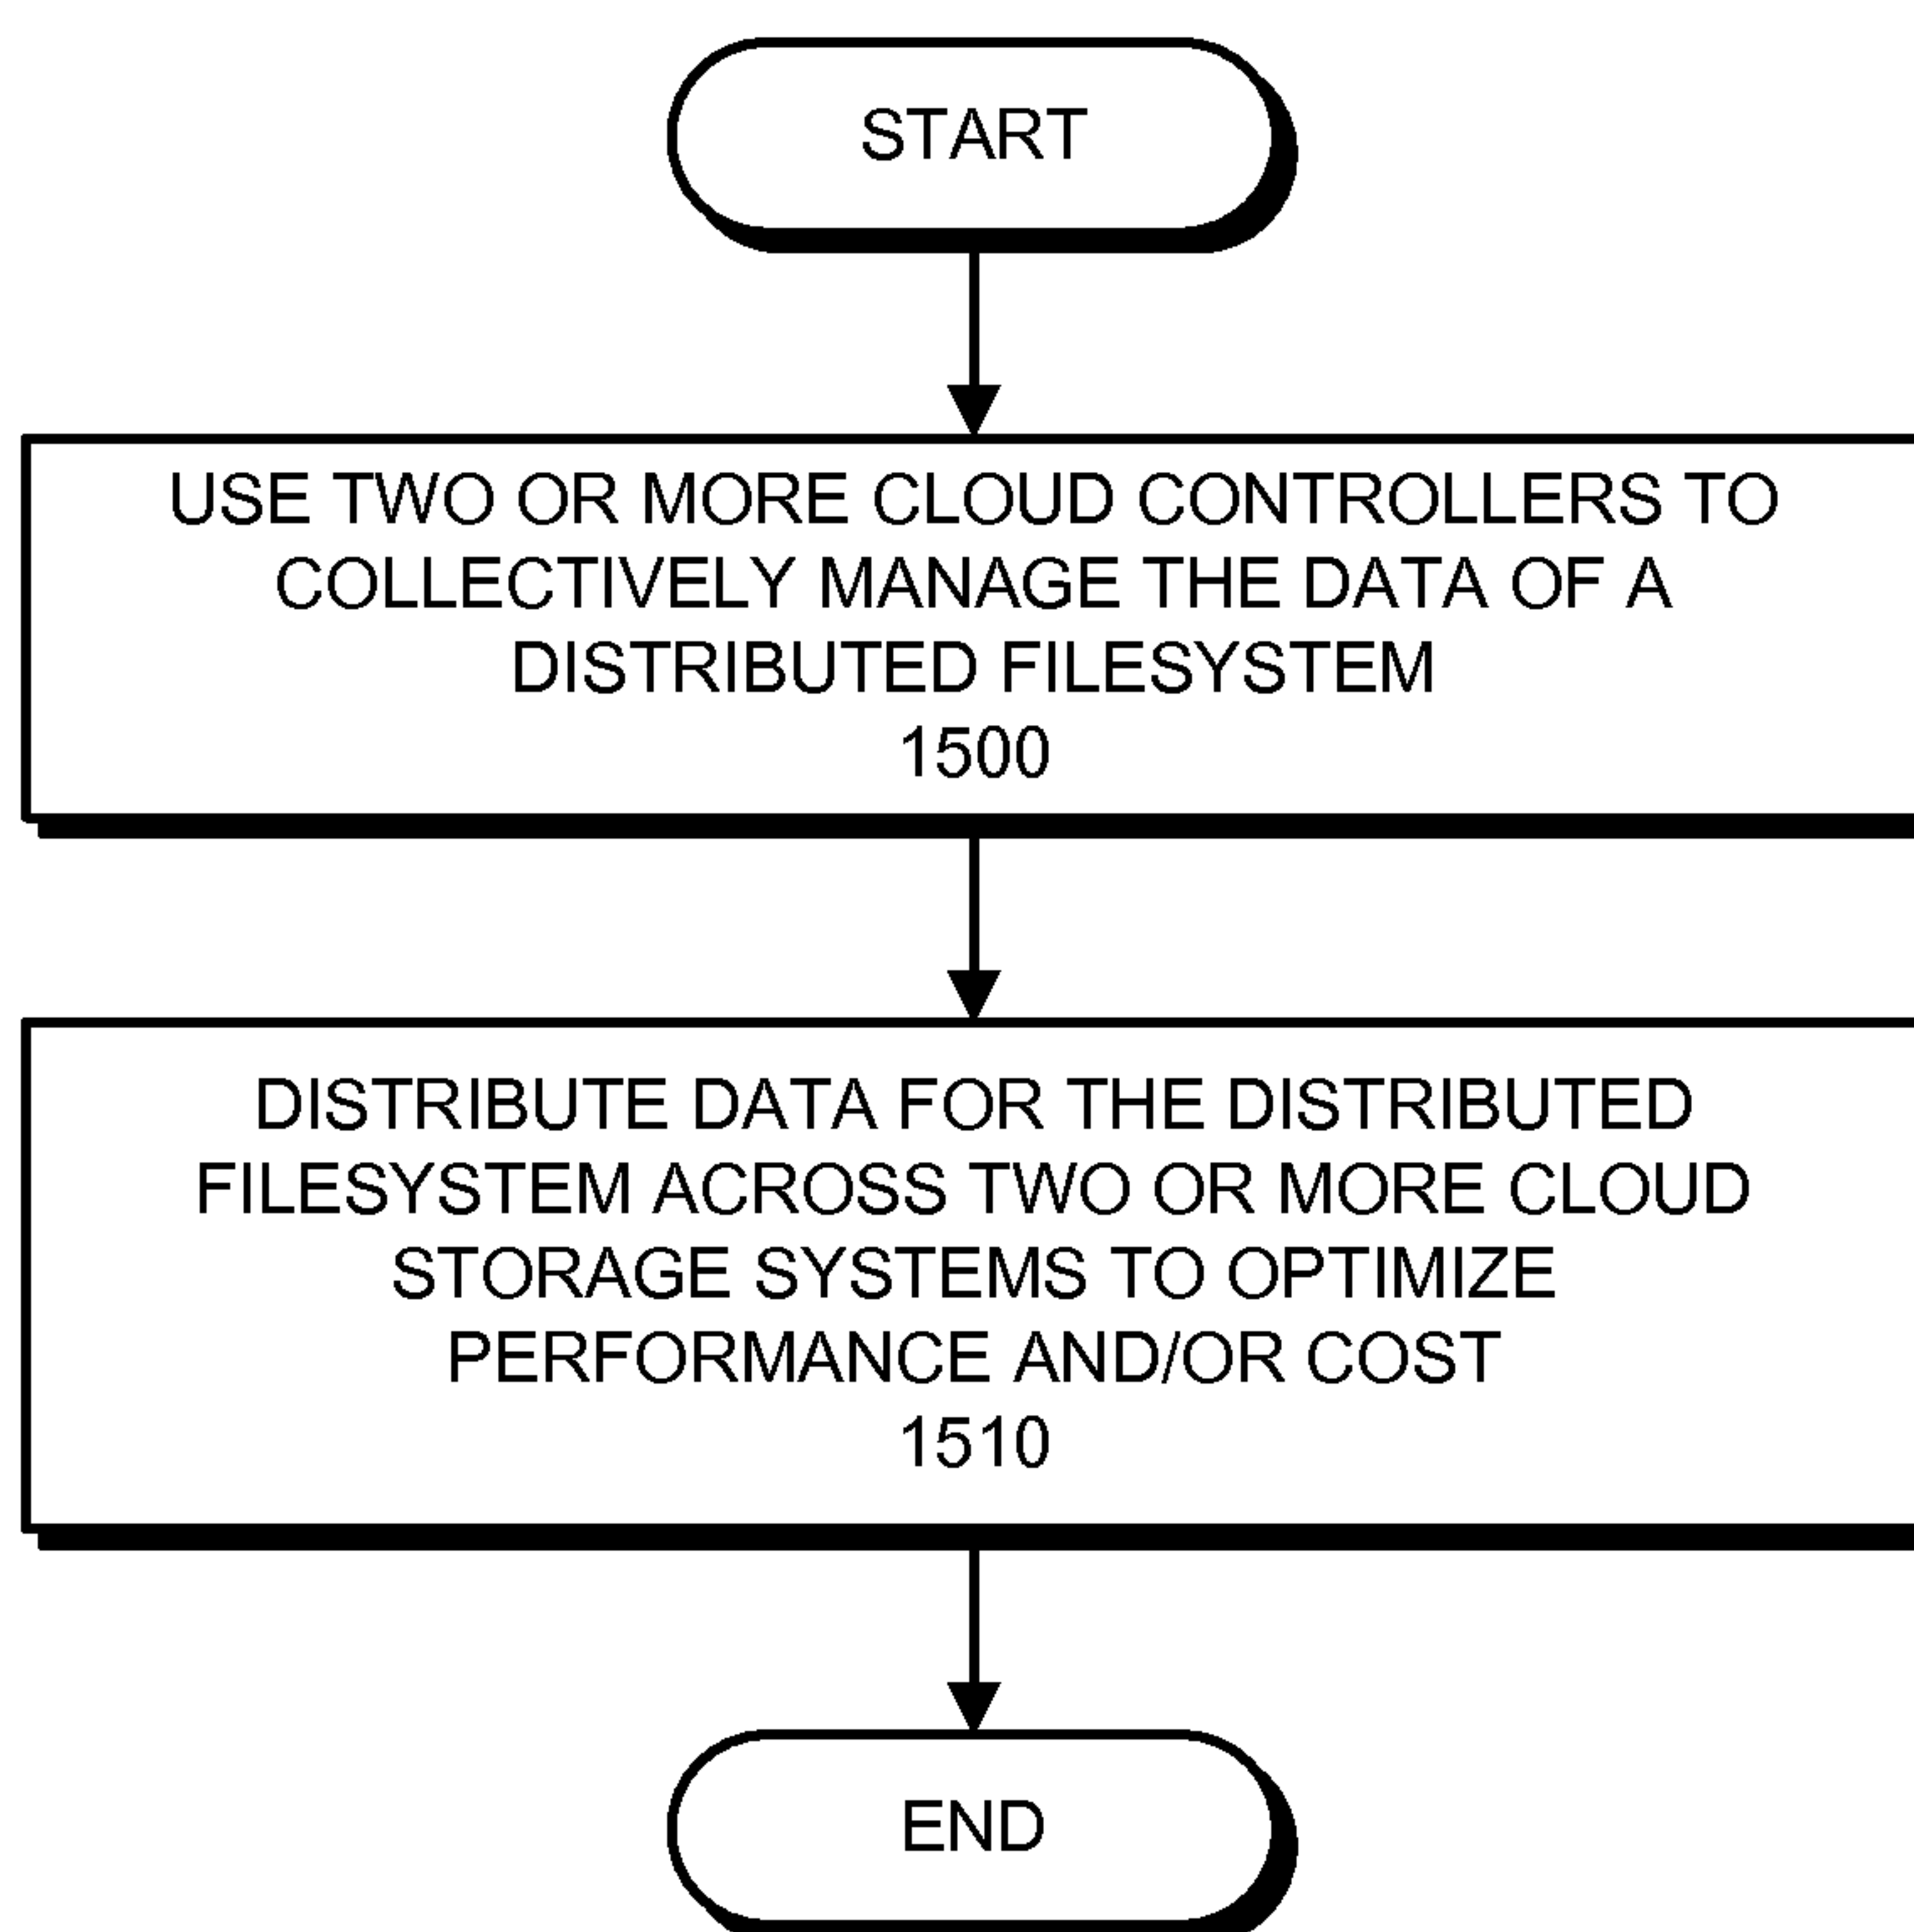 START
USE TWO OR MORE CLOUD CONTROLLERS TO
COLLECTIVELY MANAGE THE DATA OF A
DISTRIBUTED FILESYSTEM
1500
DISTRIBUTE DATA FOR THE DISTRIBUTED
FILESYSTEM ACROSS TWO OR MORE CLOUD
STORAGE SYSTEMS TO OPTIMIZE
PERFORMANCE AND/OR COST
1510
END